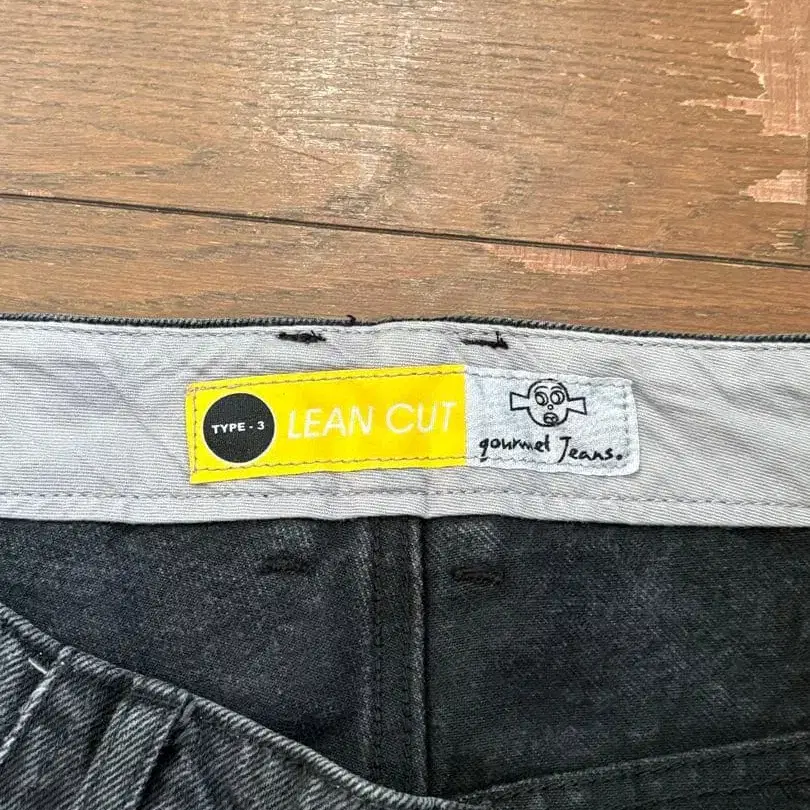 TYPE - 3
LEAN CUT
gourmet Jeans.